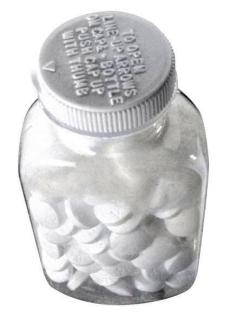 TO OPEN
LINE UP ARROWS
ON CAP & BOTTLE
PUSH CAP UP
WITH THUMB